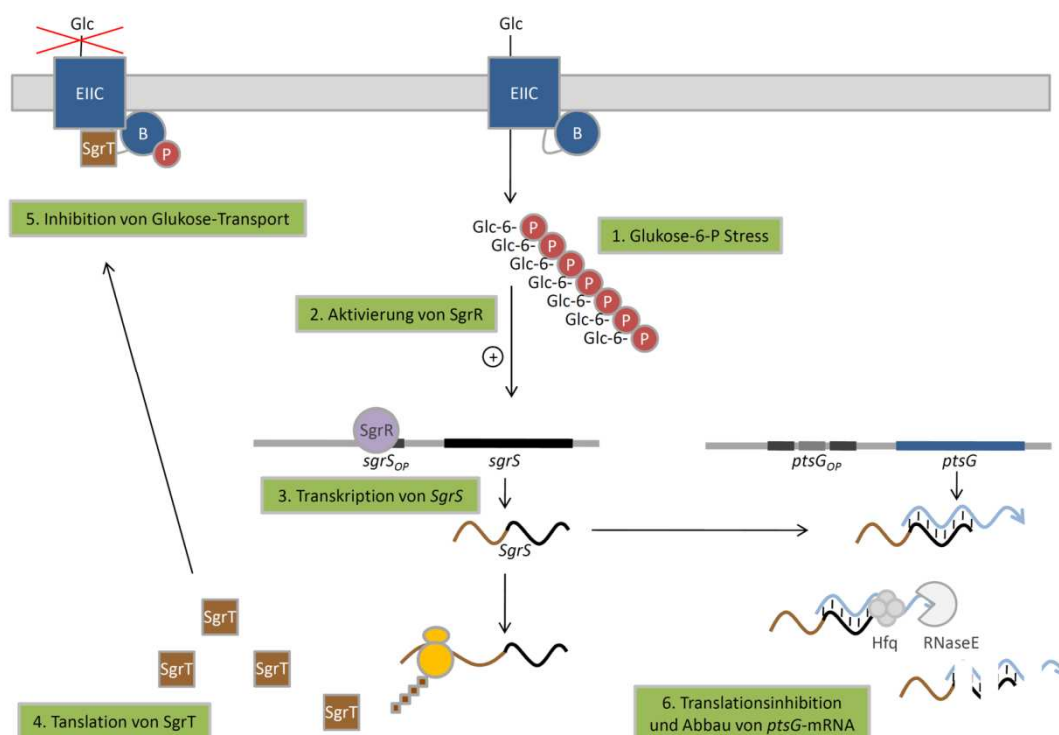 Glc
Glc
EIIC
EIIC
B
B
SgrT
P
5. Inhibition von Glukose-Transport
1. Glukose-6-P Stress
Glc-6- P
Glc-6- P
Glc-6- P
Glc-6- P
Glc-6- P
Glc-6- P
Glc-6- P
2. Aktivierung von SgrR
+
SgrR
sgrSOP
sgrS
ptsGOP
ptsG
3. Transkription von SgrS
SgrS
SgrT
SgrT
SgrT
SgrT
Hfq
RNaseE
4. Tanslation von SgrT
6. Translationsinhibition
und Abbau von ptsG-mRNA